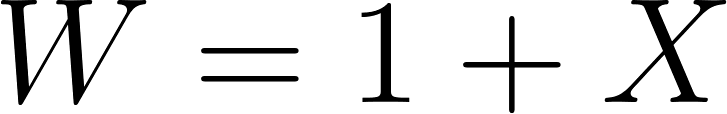 W = 1 + X